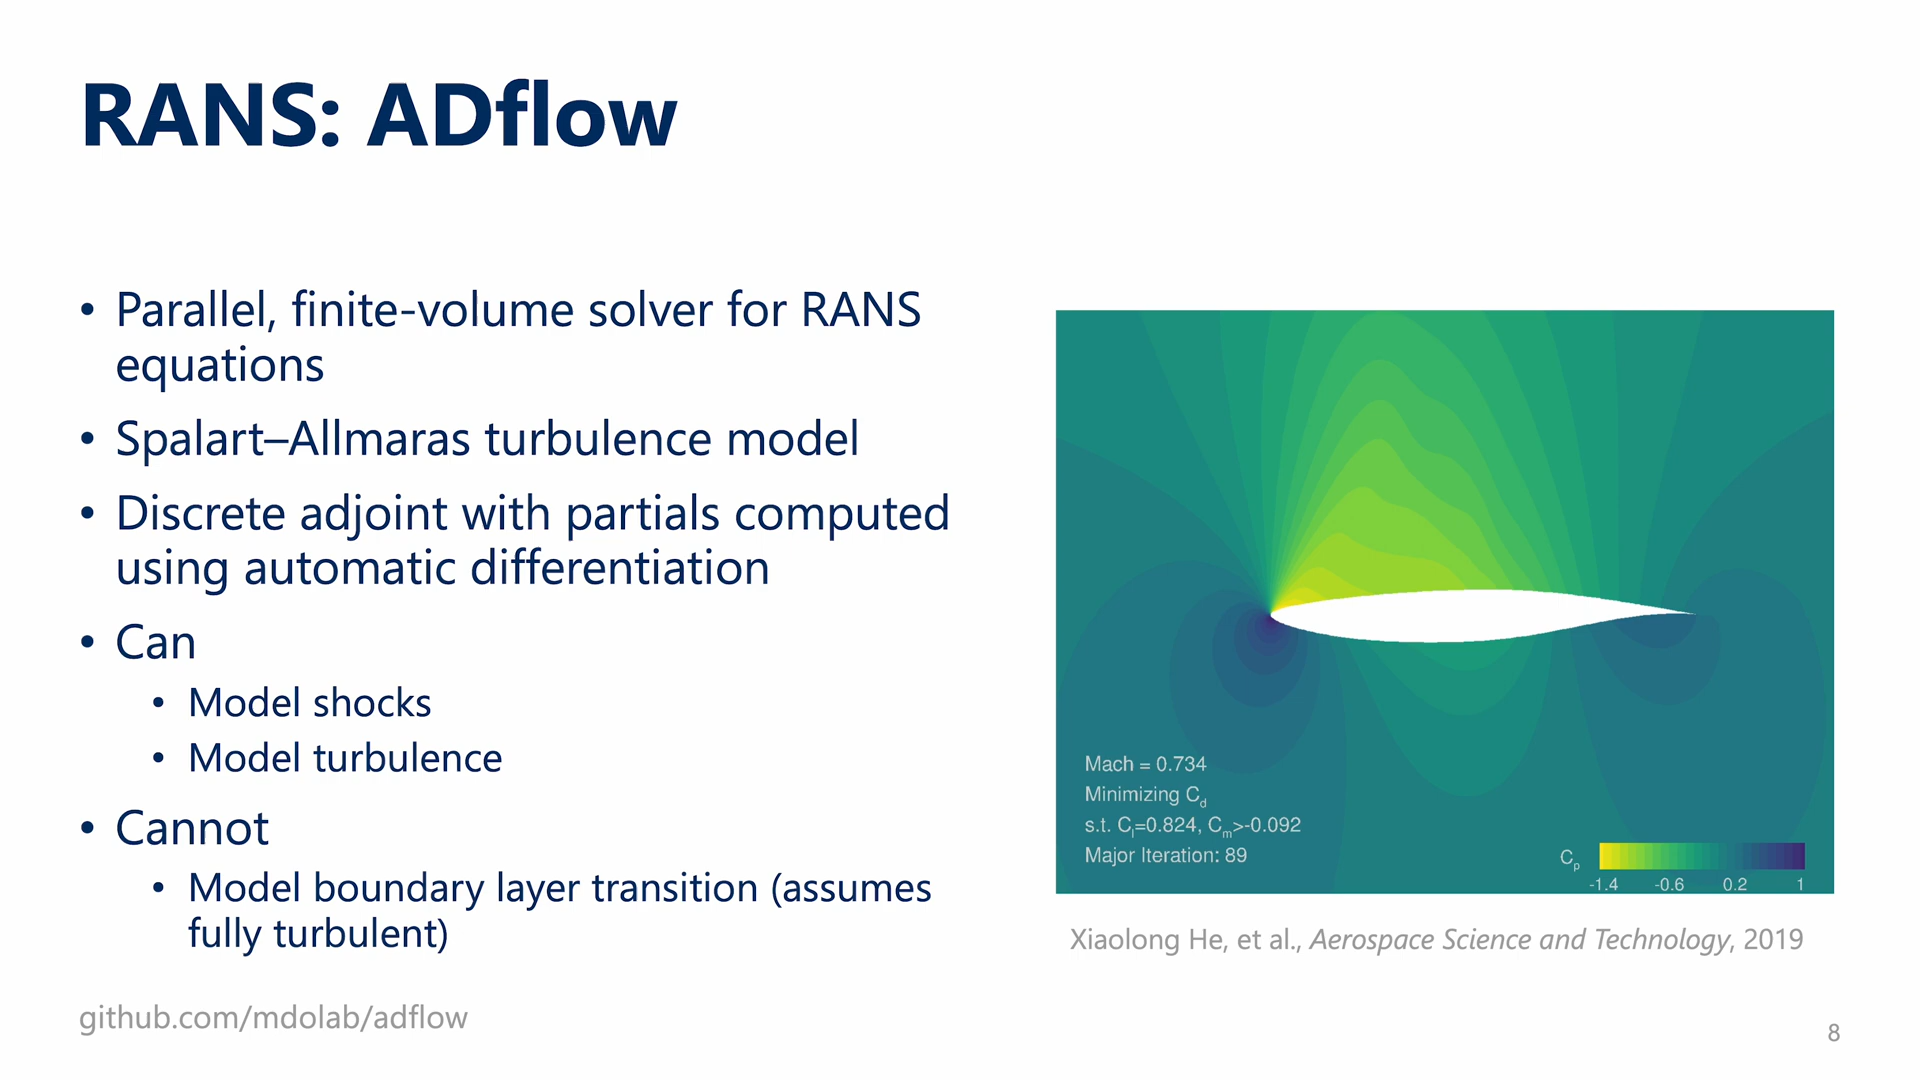 RANS: ADflow
• Parallel, finite-volume solver for RANS
equations
• Spalart–Allmaras turbulence model
• Discrete adjoint with partials computed
using automatic differentiation
• Can
• Model shocks
• Model turbulence
• Cannot
• Model boundary layer transition (assumes
fully turbulent)
Mach = 0.734
Minimizing Cd
s.t. Cl=0.824, Cm>-0.092
Major Iteration: 89
Cp
-1.4 -0.6 0.2 1
Xiaolong He, et al., Aerospace Science and Technology, 2019
github.com/mdolab/adflow
8